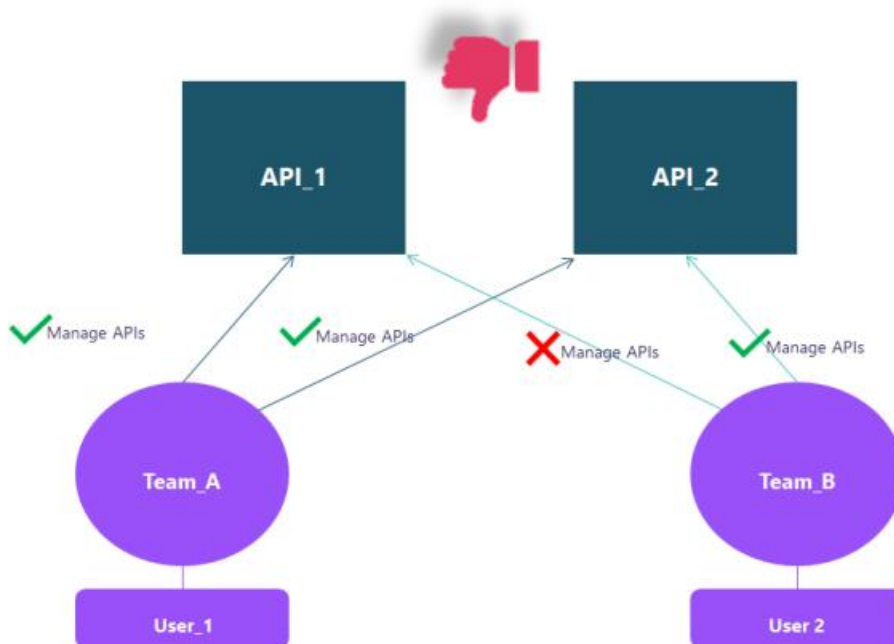 API_1
API_2
Manage APIs
Manage APIs
Manage APIs
Manage APIs
Team_A
Team_B
User_1
User 2